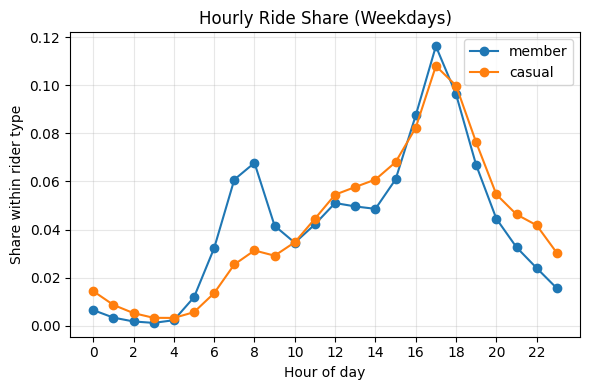 Hourly Ride Share (Weekdays)
member
casual
Share within rider type
0.12
0.10
0.08
0.06
0.04
0.02
0.00
0 2 4 6 8 10 12 14 16 18 20 22
Hour of day